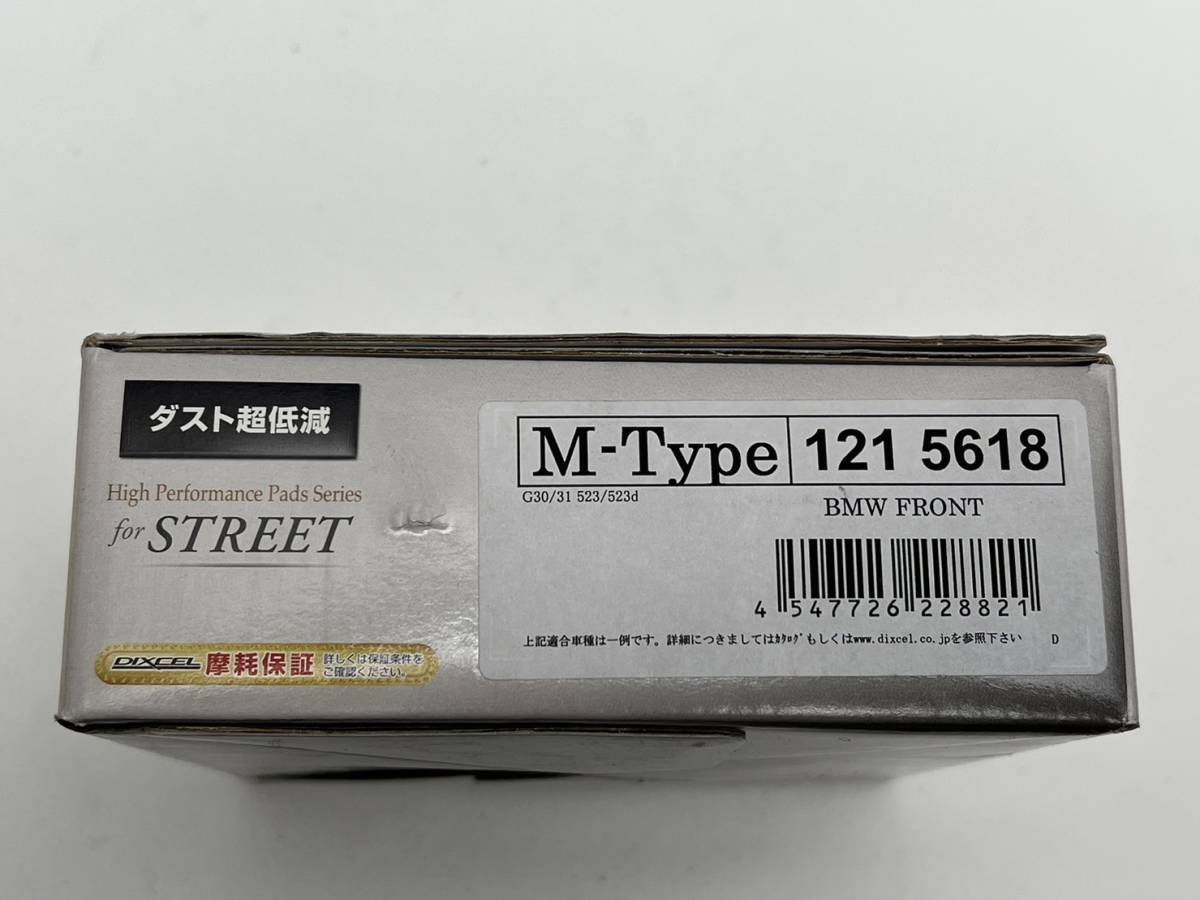 ダスト超低減
High Performance Pads Series
for STREET
DIXCEL 摩耗保証 詳しくは保証条件を
ご確認ください。
M-Type 121 5618
G30/31 523/523d
BMW FRONT
4 547726 228821
上記適合車種は一例です。詳細につきましてはｶﾀﾛｸﾞもしくはwww.dixcel.co.jpを参照下さい D